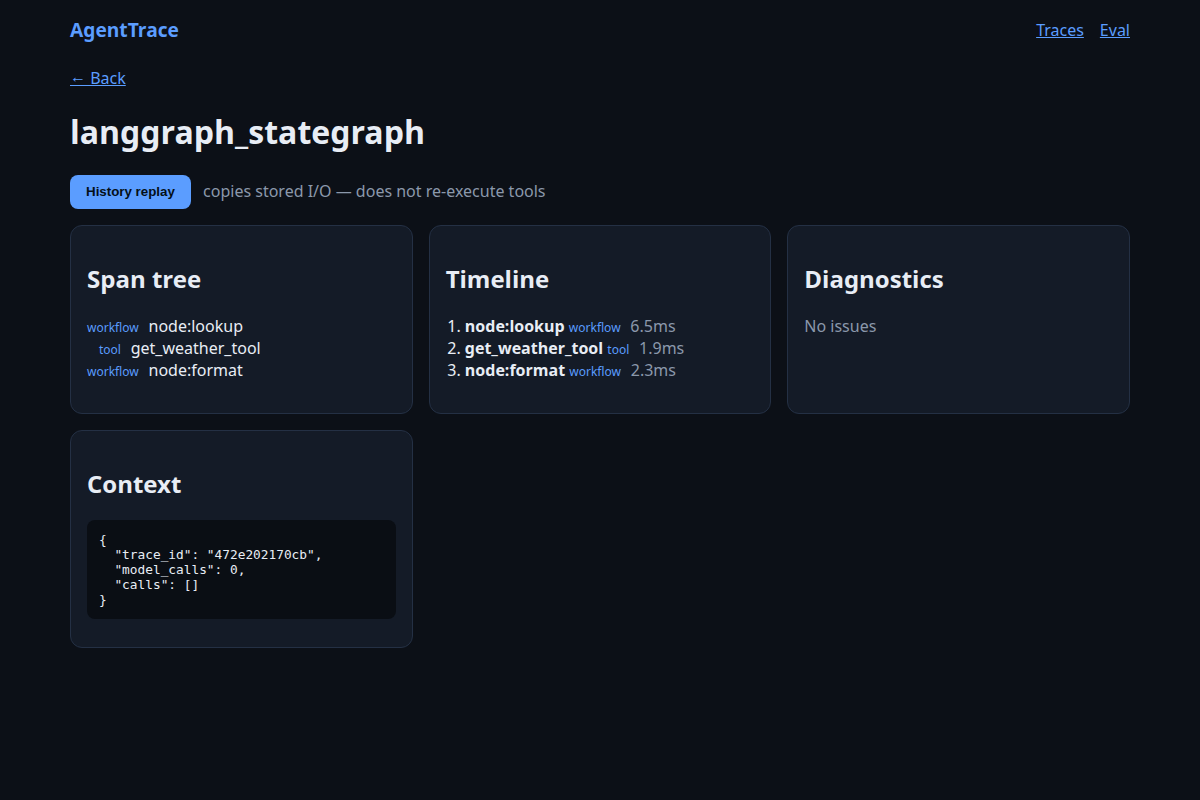 AgentTrace
Traces Eval
← Back
langgraph_stategraph
History replay copies stored I/O — does not re-execute tools
Span tree
workflow node:lookup
tool get_weather_tool
workflow node:format
Timeline
1. node:lookup workflow 6.5ms
2. get_weather_tool tool 1.9ms
3. node:format workflow 2.3ms
Diagnostics
No issues
Context
{
  "trace_id": "472e202170cb",
  "model_calls": 0,
  "calls": []
}